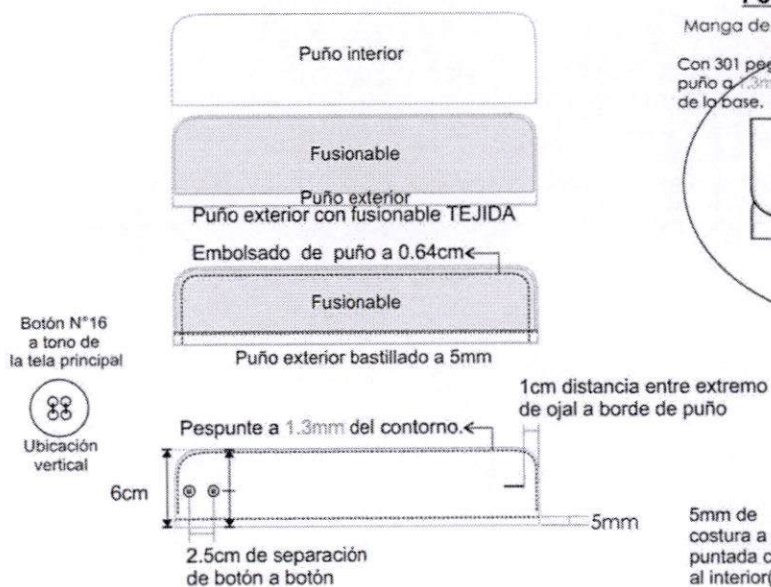 Puño interior
Manga de
Con 301
puño a 1.3m
de la base.
Fusionable
Puño exterior
Puño exterior con fusionable TEJIDA
Embolsado de puño a 0.64cm
Fusionable
Puño exterior bastillado a 5mm
Botón N°16
a tono de
la tela principal
Ubicación
vertical
1cm distancia entre extremo
de ojal a borde de puño
Pespunte a 1.3mm del contorno.
6cm
5mm
2.5cm de separación
de botón a botón
5mm de
costura a
puntada
al interior